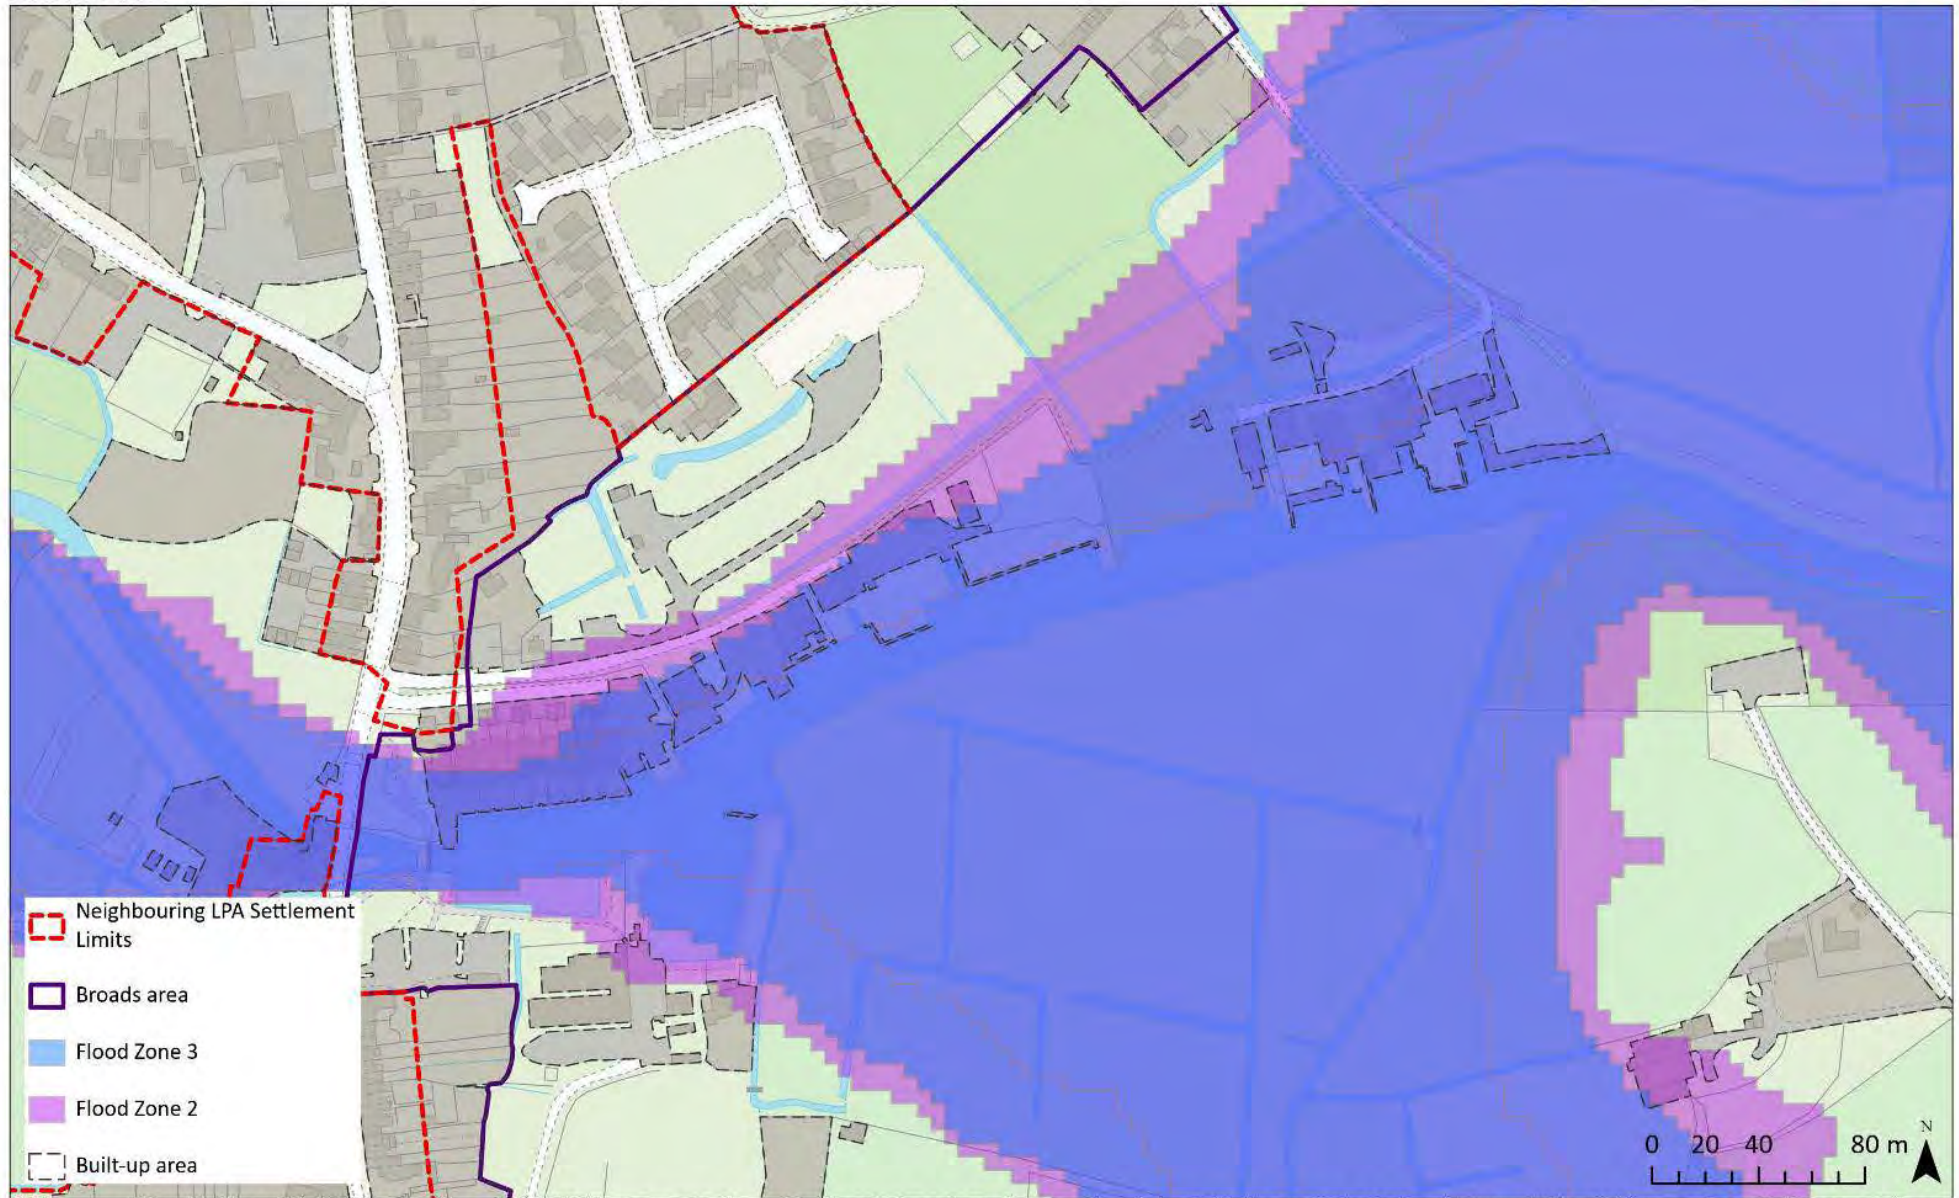 Neighbouring LPA Settlement
Limits
Broads area
Flood Zone 3
Flood Zone 2
Built-up area
N
0 20 40 80 m